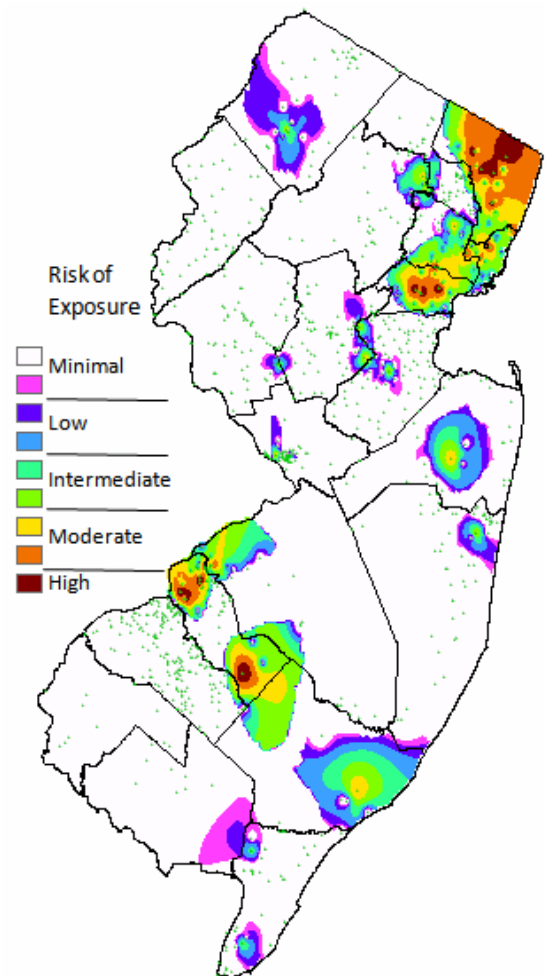 Risk of
Exposure
Minimal
Low
Intermediate
Moderate
High